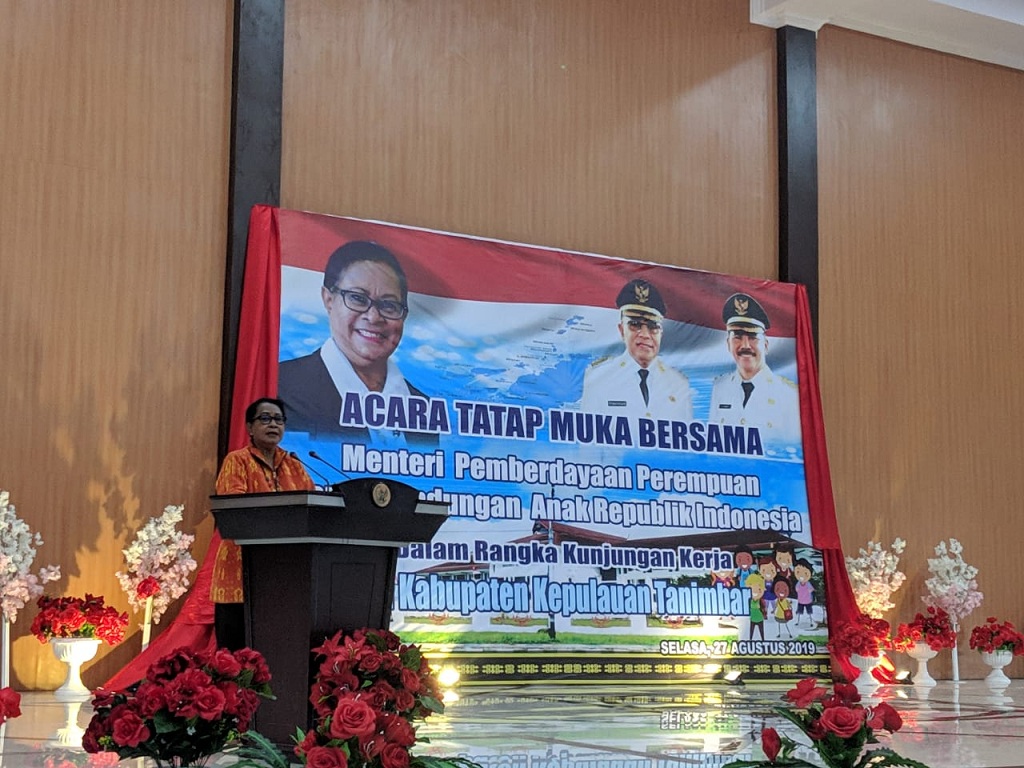 ACARA TATAP MUKA BERSAMA
Menteri Pemberdayaan Perempuan
Anak Republik Indonesia
Dalam Rangka Kunjungan Kerja
Kabupaten Kepulauan Tanimbar
SELASA, 27 AGUSTUS 2019